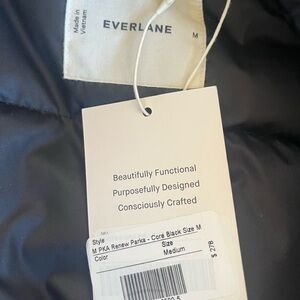 Made in
Vietnam
EVERLANE
M
Beautifully Functional
Purposefully Designed
Consciously Crafted
Style
M PKA Renew Parka - Core Black Size M
Color
Size
Medium
$ 278